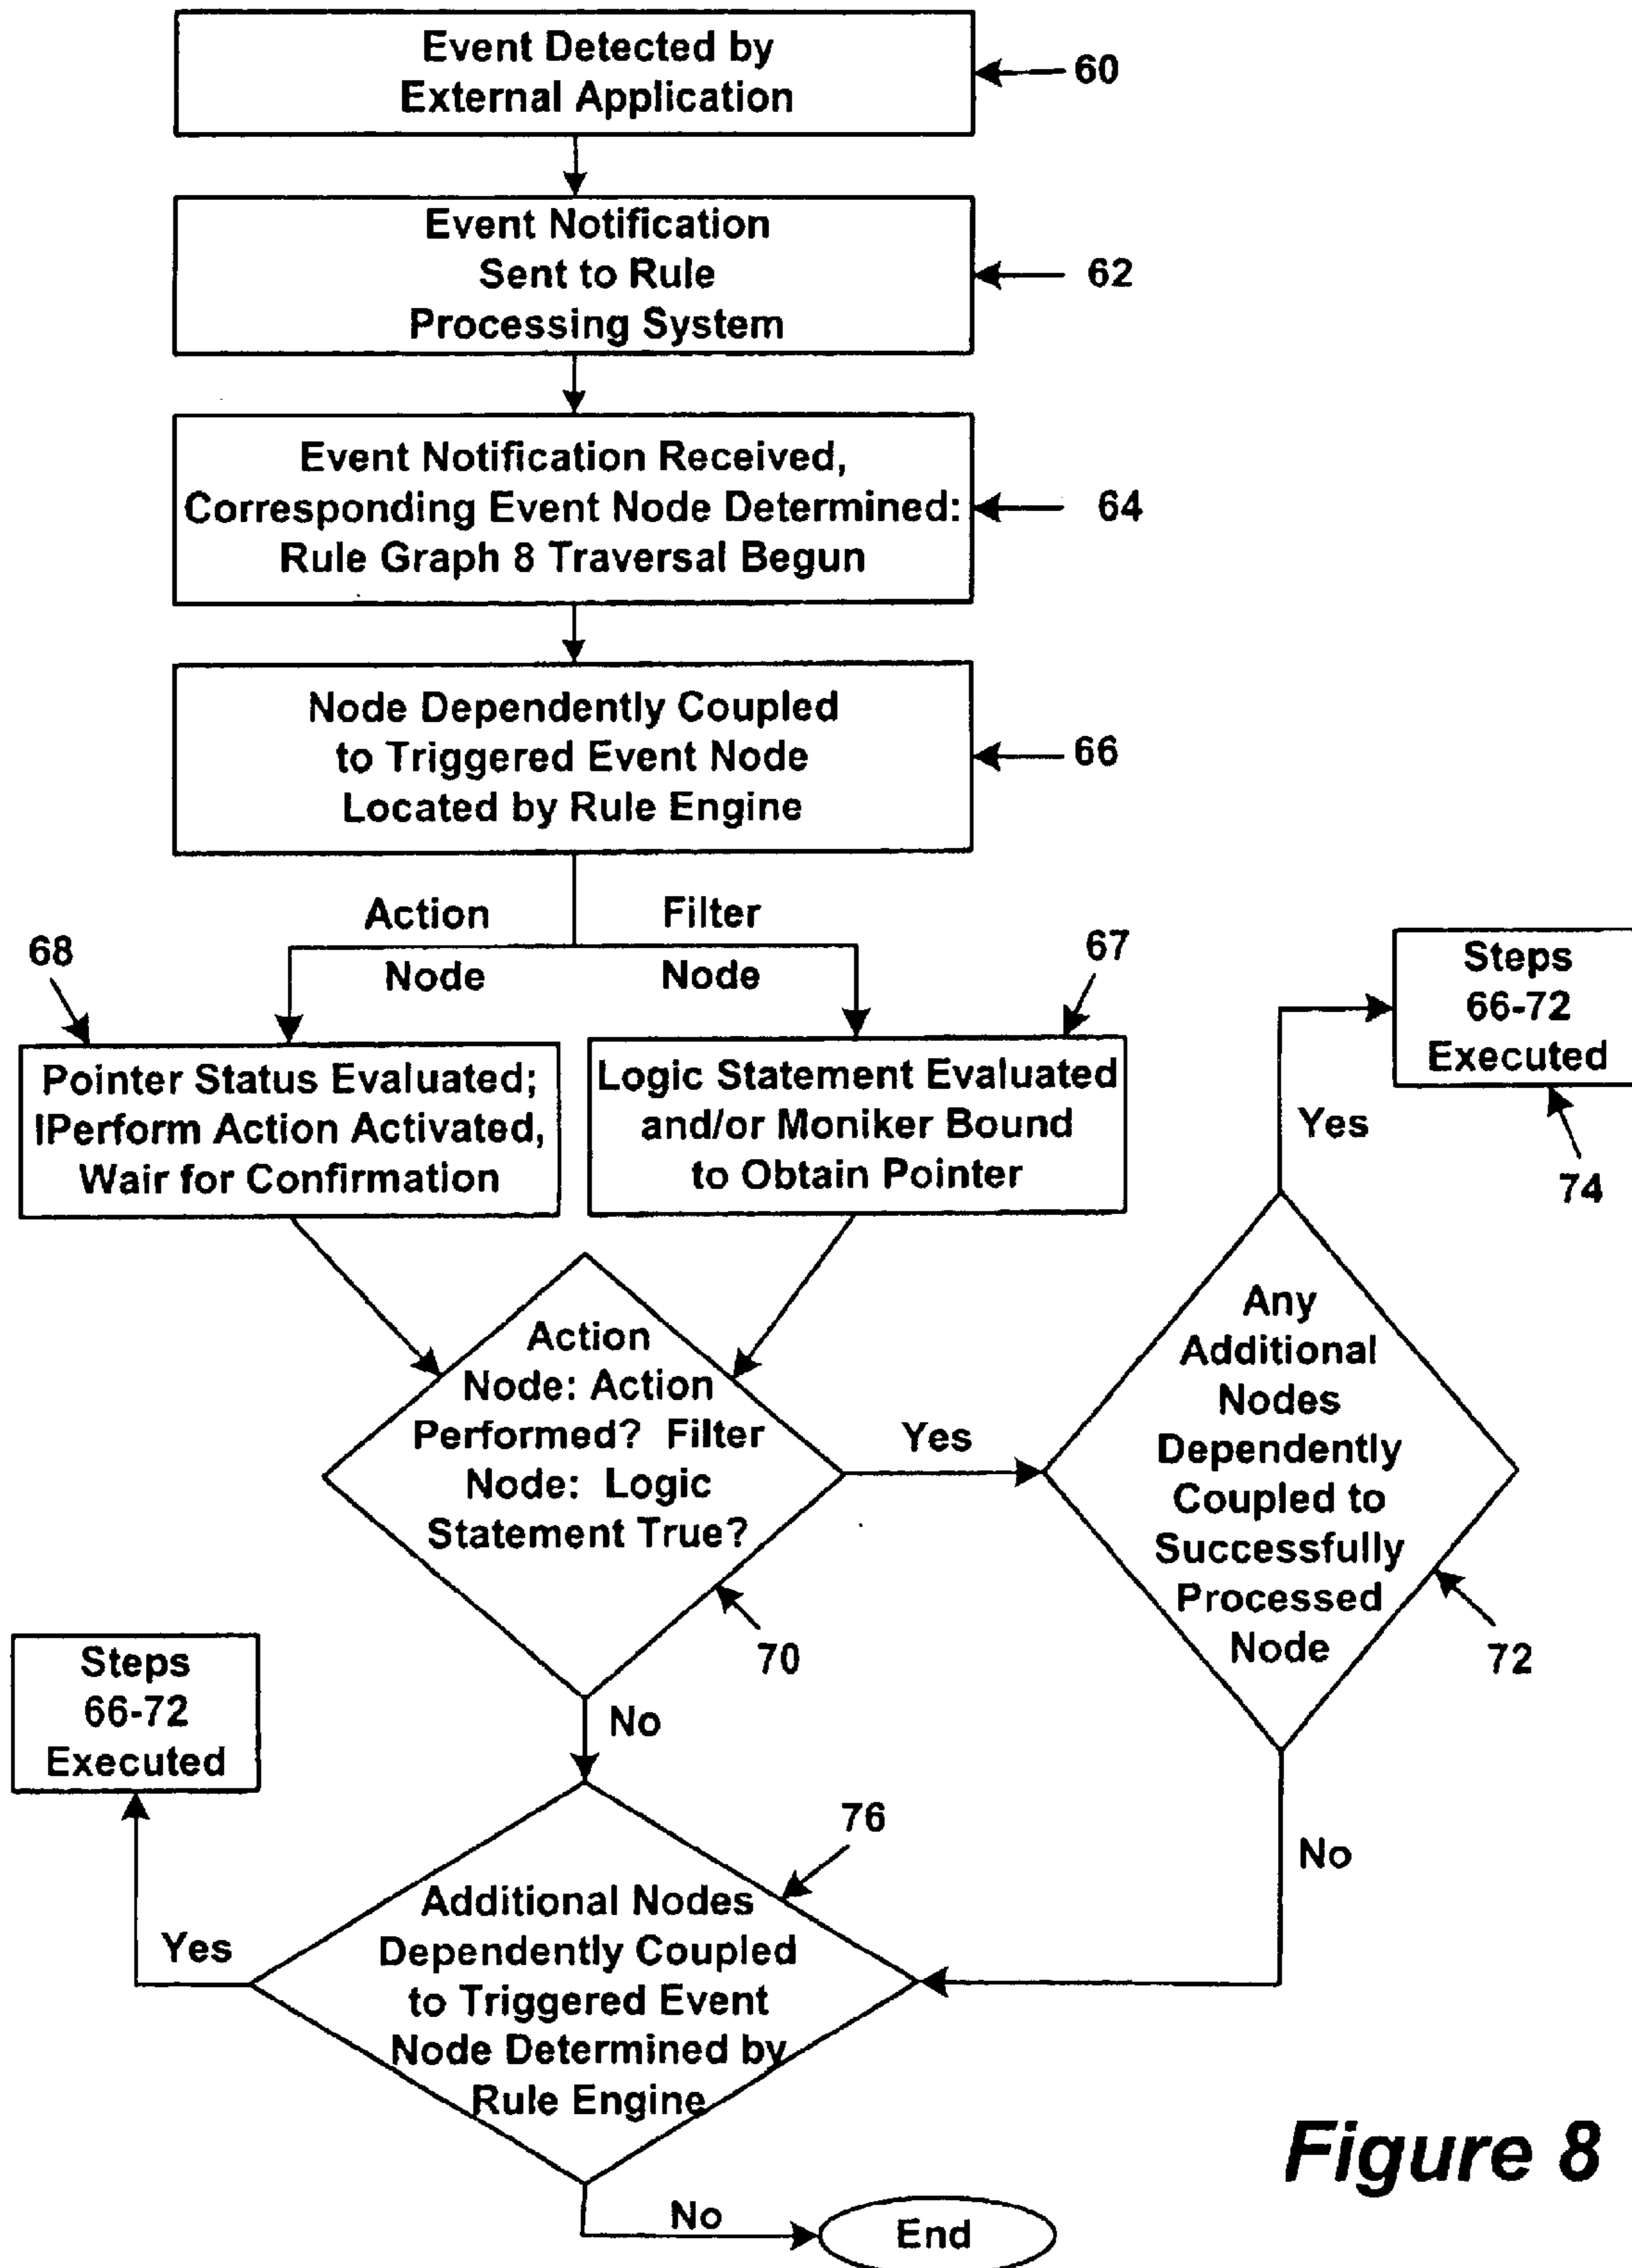 Event Detected by
External Application
60
Event Notification
Sent to Rule
Processing System
62
Event Notification Received,
Corresponding Event Node Determined:
Rule Graph 8 Traversal Begun
64
Node Dependently Coupled
to Triggered Event Node
Located by Rule Engine
66
Action
Node
Filter
Node
68
Pointer Status Evaluated;
IPerform Action Activated,
Wair for Confirmation
67
Logic Statement Evaluated
and/or Moniker Bound
to Obtain Pointer
Steps
66-72
Executed
74
Yes
Action
Node: Action
Performed? Filter
Node: Logic
Statement True?
70
Yes
Any
Additional
Nodes
Dependently
Coupled to
Successfully
Processed
Node
72
No
No
Steps
66-72
Executed
Yes
76
Additional Nodes
Dependently Coupled
to Triggered Event
Node Determined by
Rule Engine
No
End
Figure 8